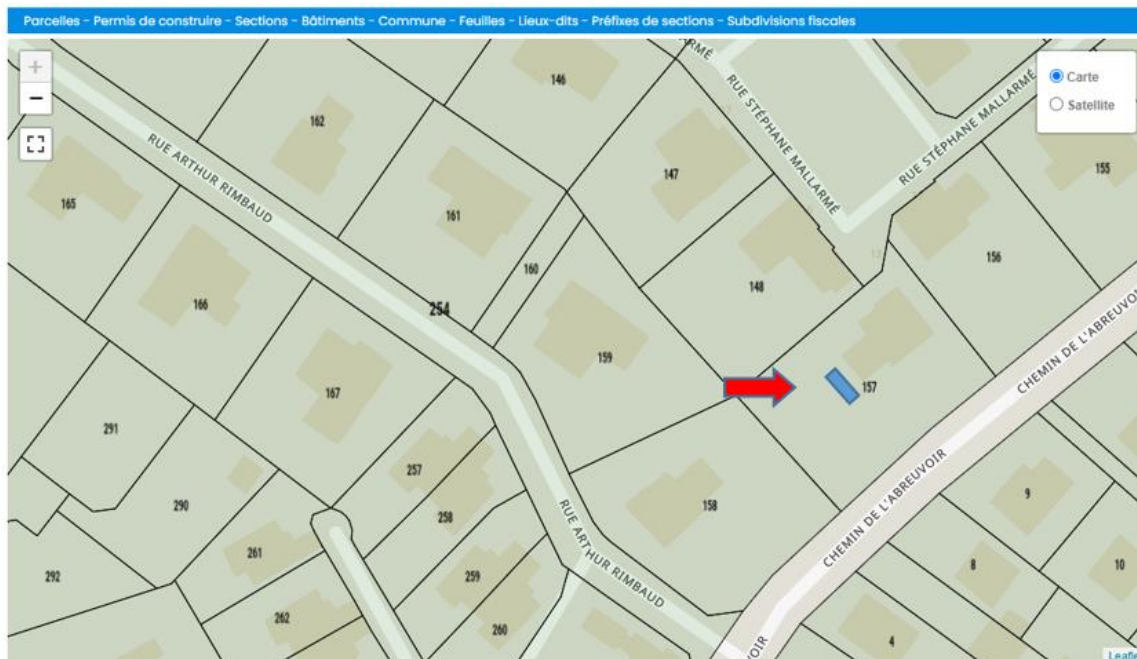 Parcelles - Permis de construire - Sections - Bâtiments - Commune - Feuilles - Lieux-dits - Préfixes de sections - Subdivisions fiscales
+
−
Carte
Satellite
MALLARMÉ
RUE STÉPHANE MALLARMÉ
RUE STÉPHANE MALLARMÉ
146
162
147
155
RUE ARTHUR RIMBAUD
165
161
156
160
148
166
254
159
157
167
CHEMIN DE L'ABREUVOIR
291
257
290
258
158
9
CHEMIN DE L'ABREUVOIR
RUE ARTHUR RIMBAUD
261
8
10
292
259
262
260
4
Leafle